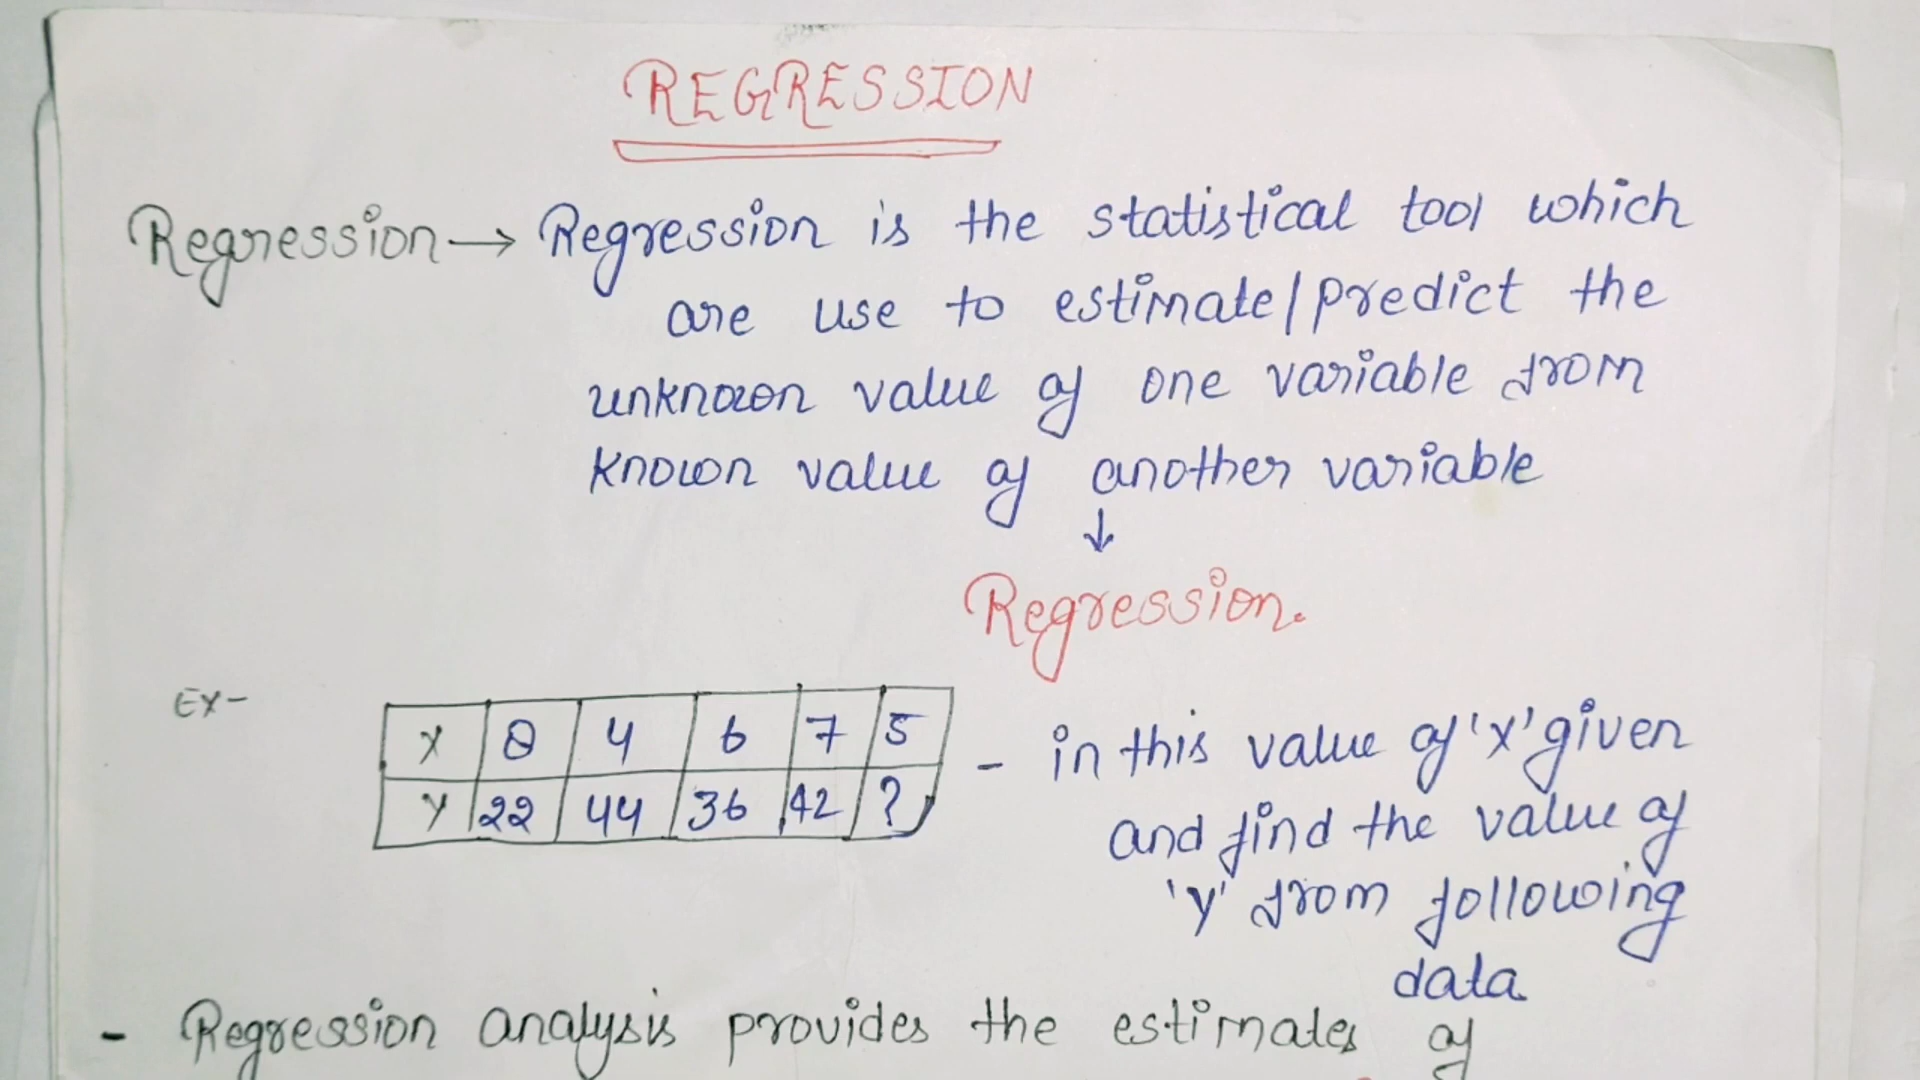 REGRESSION
Regression → Regression is the statistical tool which
are use to estimate/predict the
unknown value of one variable from
known value of another variable
↓
Regression.
Ex-
X 8 4 6 7 5
Y 22 44 36 42 ?
- in this value of 'x' given
and find the value of
'y' from following
data
- Regression analysis provides the estimates of